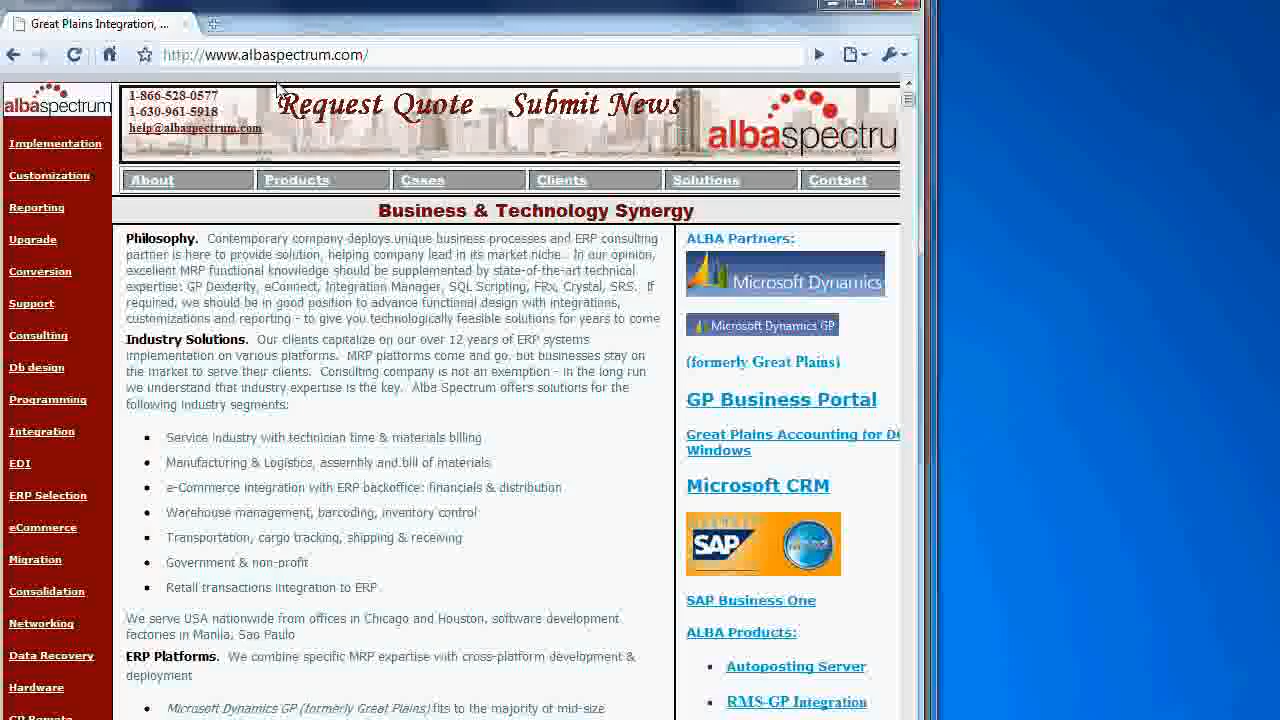 Great Plains Integration, ...
http://www.albaspectrum.com/
albaspectrum
1-866-528-0577
1-630-961-5918
help@albaspectrum.com
Request Quote Submit News
albaspectru
Implementation
Customization
Reporting
Upgrade
Conversion
Support
Consulting
Db design
Programming
Integration
EDI
ERP Selection
eCommerce
Migration
Consolidation
Networking
Data Recovery
Hardware
GP Remote
About Products Cases Clients Solutions Contact
Business & Technology Synergy
Philosophy. Contemporary company deploys unique business processes and ERP consulting
partner is here to provide solution, helping company lead in its market niche. In our opinion,
excellent MRP functional knowledge should be supplemented by state-of-the-art technical
expertise: GP Dexterity, eConnect, Integration Manager, SQL Scripting, FRx, Crystal, SRS. If
required, we should be in good position to advance functional design with integrations,
customizations and reporting - to give you technologically feasible solutions for years to come
Industry Solutions. Our clients capitalize on our over 12 years of ERP systems
implementation on various platforms. MRP platforms come and go, but businesses stay on
the market to serve their clients. Consulting company is not an exemption - in the long run
we understand that industry expertise is the key. Alba Spectrum offers solutions for the
following industry segments:
Service industry with technician time & materials billing
Manufacturing & Logistics, assembly and bill of materials
e-Commerce integration with ERP backoffice: financials & distribution
Warehouse management, barcoding, inventory control
Transportation, cargo tracking, shipping & receiving
Government & non-profit
Retail transactions integration to ERP
We serve USA nationwide from offices in Chicago and Houston, software development
factories in Manila, Sao Paulo
ERP Platforms. We combine specific MRP expertise with cross-platform development &
deployment
Microsoft Dynamics GP (formerly Great Plains) fits to the majority of mid-size
ALBA Partners:
Microsoft Dynamics
Microsoft Dynamics GP
(formerly Great Plains)
GP Business Portal
Great Plains Accounting for DO
Windows
Microsoft CRM
SAP
SAP Business One
ALBA Products:
Autoposting Server
RMS-GP Integration